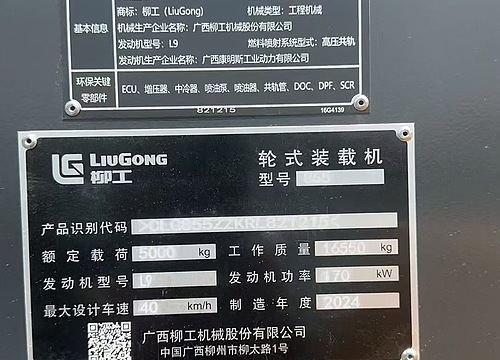 商标：柳工（LiuGong） 机械类型：工程机械
机械生产企业名称：广西柳工机械股份有限公司
基本信息
发动机型号：L9 燃料喷射系统型式：高压共轨
发动机生产企业名称：广西康明斯工业动力有限公司
环保关键零部件 ECU、增压器、中冷器、喷油泵、喷油器、共轨管、DOC、DPF、SCR
821215 16G4139
LG LIUGONG 柳工
轮式装载机
型号
产品识别代码
额定载荷 5000 kg 工作质量 16550 kg
发动机型号 L9 发动机功率 170 kW
最大设计车速 40 km/h 制造年度 2024
广西柳工机械股份有限公司
中国广西柳州市柳太路1号